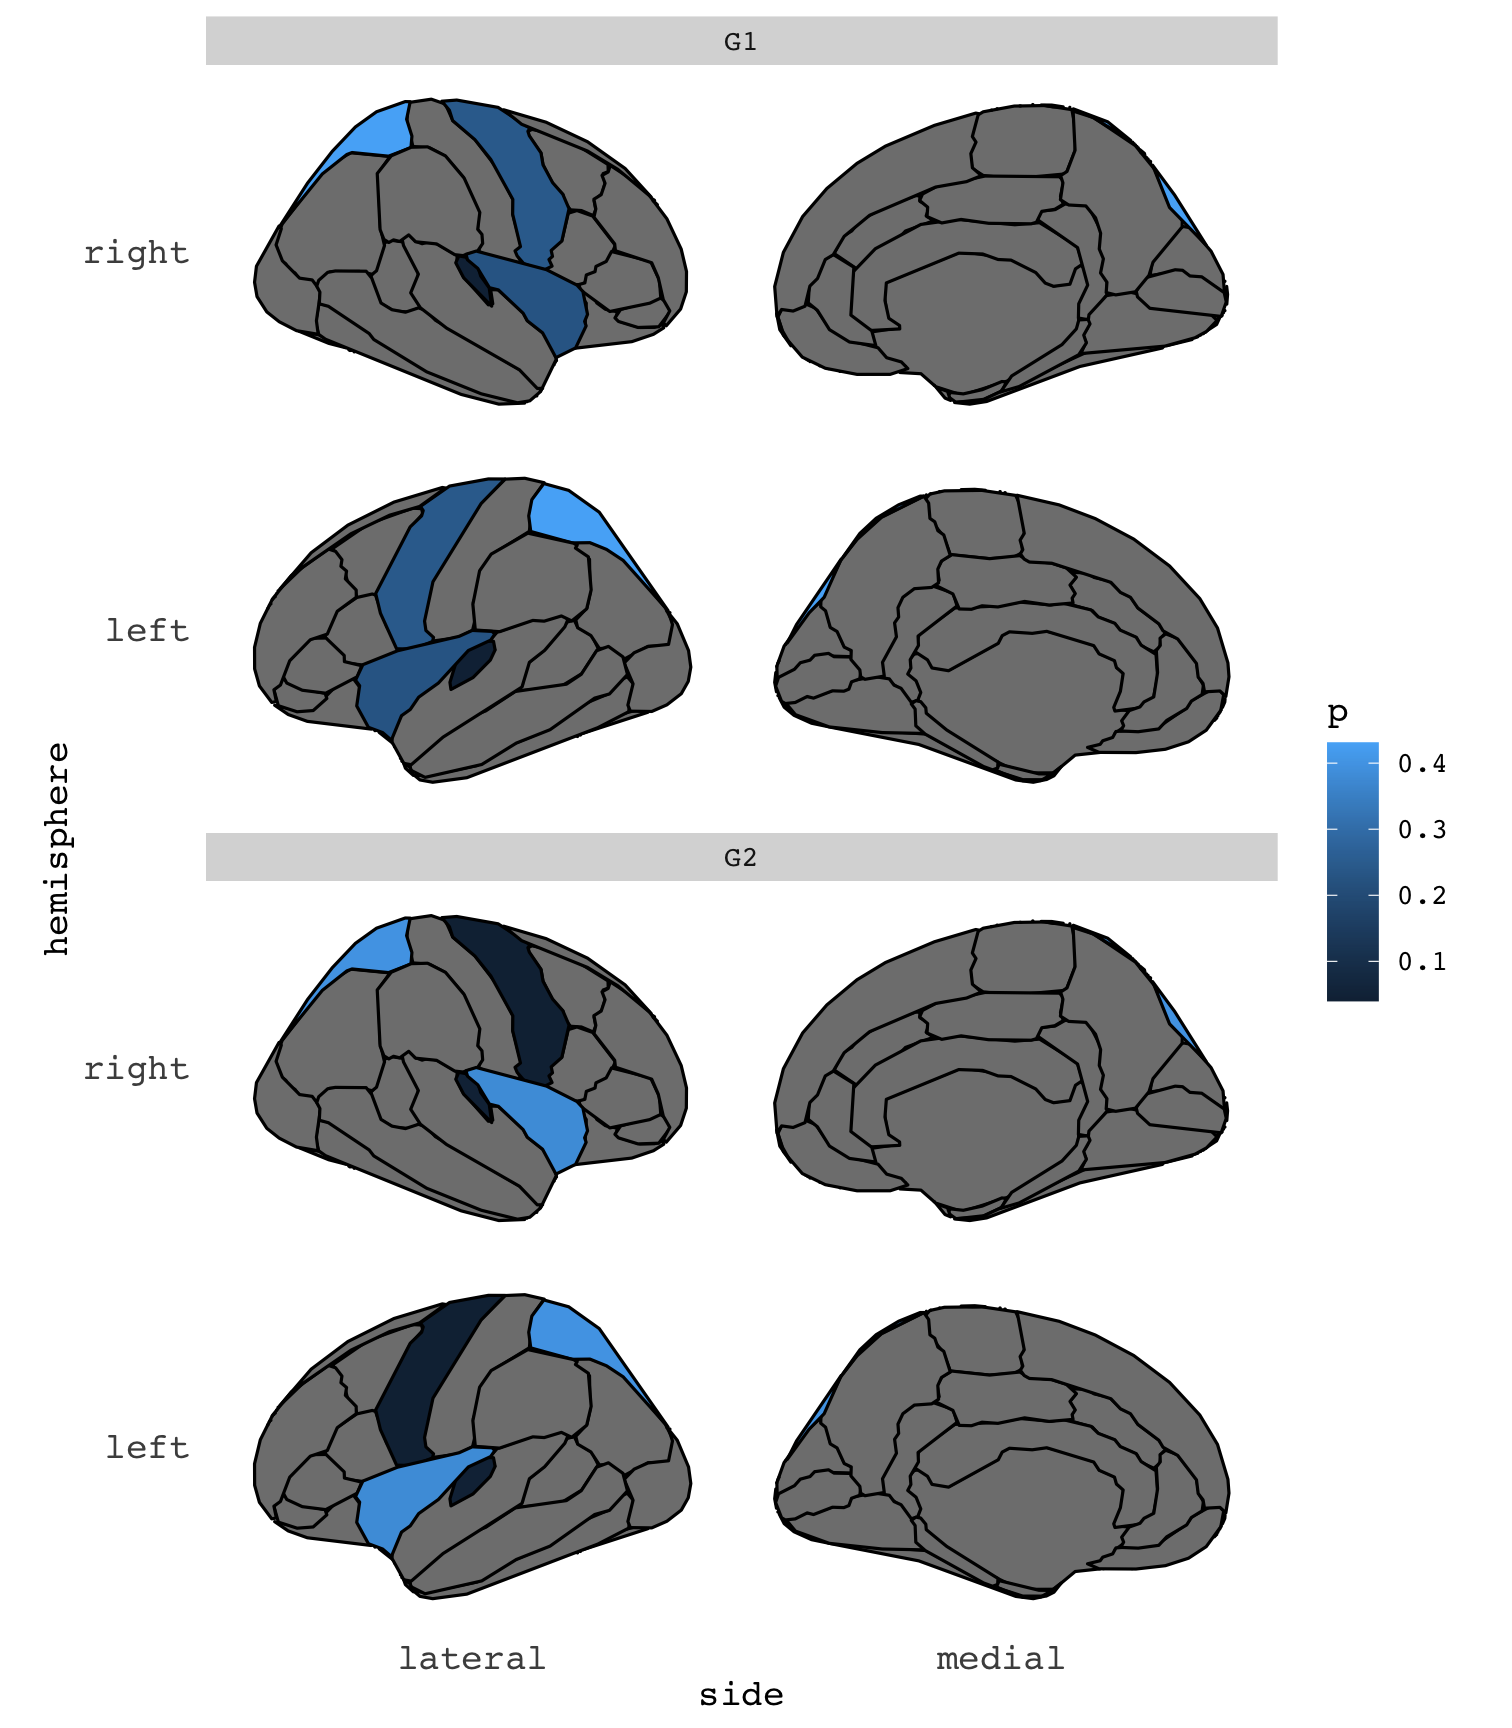 G1
right
left
hemisphere
G2
right
left
lateral
medial
side
p
0.4
0.3
0.2
0.1